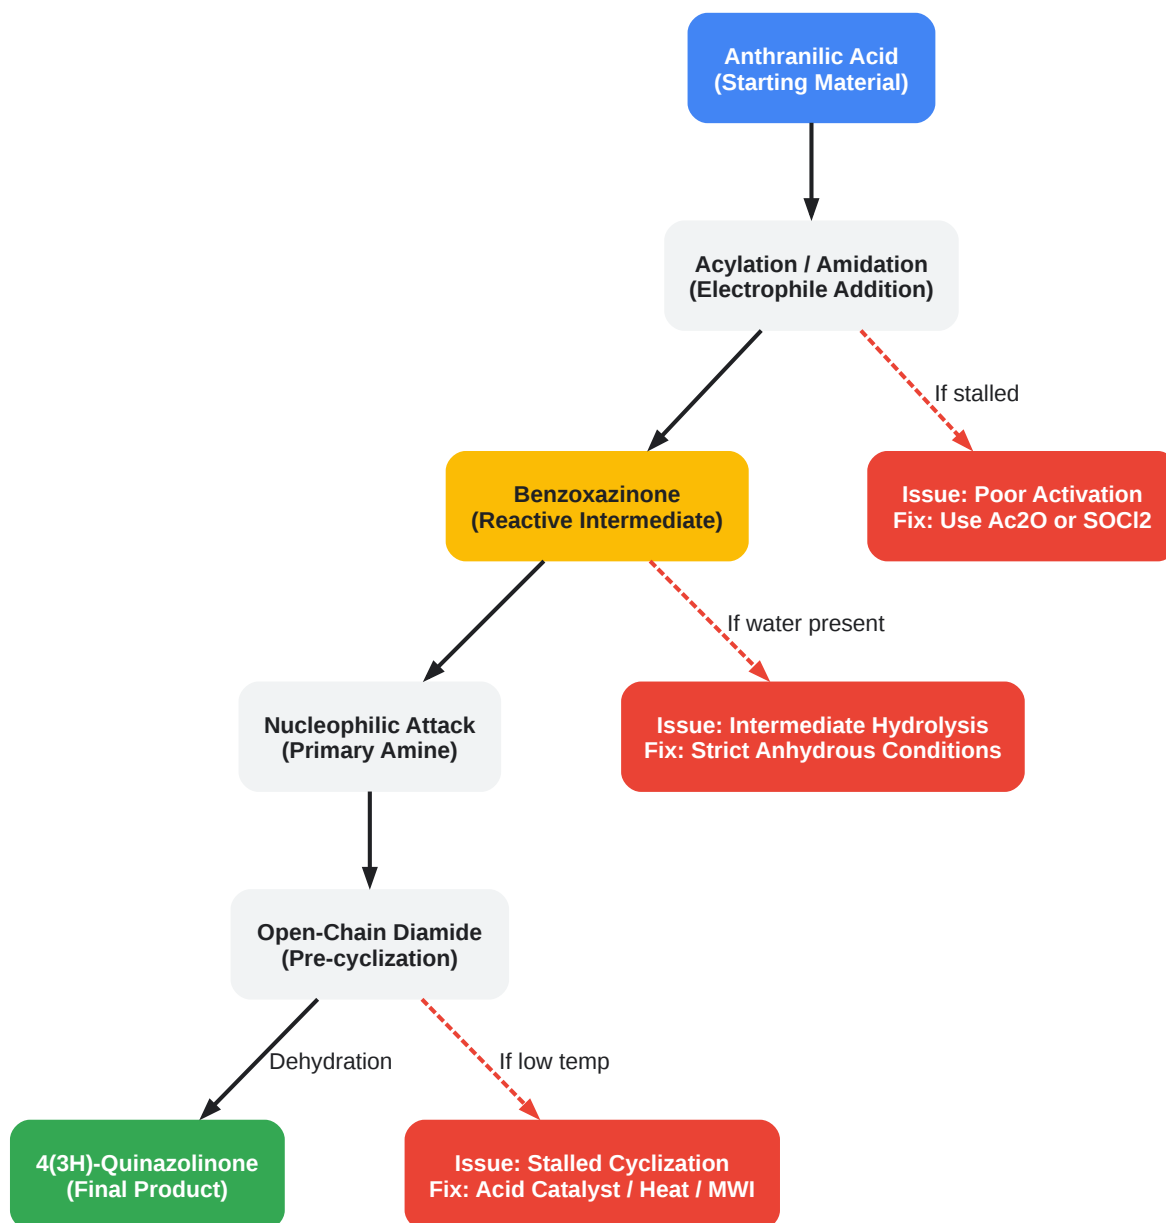 Anthranilic Acid
(Starting Material)
Acylation / Amidation
(Electrophile Addition)
If stalled
Benzoxazinone
(Reactive Intermediate)
Issue: Poor Activation
Fix: Use Ac2O or SOCl2
If water present
Nucleophilic Attack
(Primary Amine)
Issue: Intermediate Hydrolysis
Fix: Strict Anhydrous Conditions
Open-Chain Diamide
(Pre-cyclization)
Dehydration
If low temp
4(3H)-Quinazolinone
(Final Product)
Issue: Stalled Cyclization
Fix: Acid Catalyst / Heat / MWI